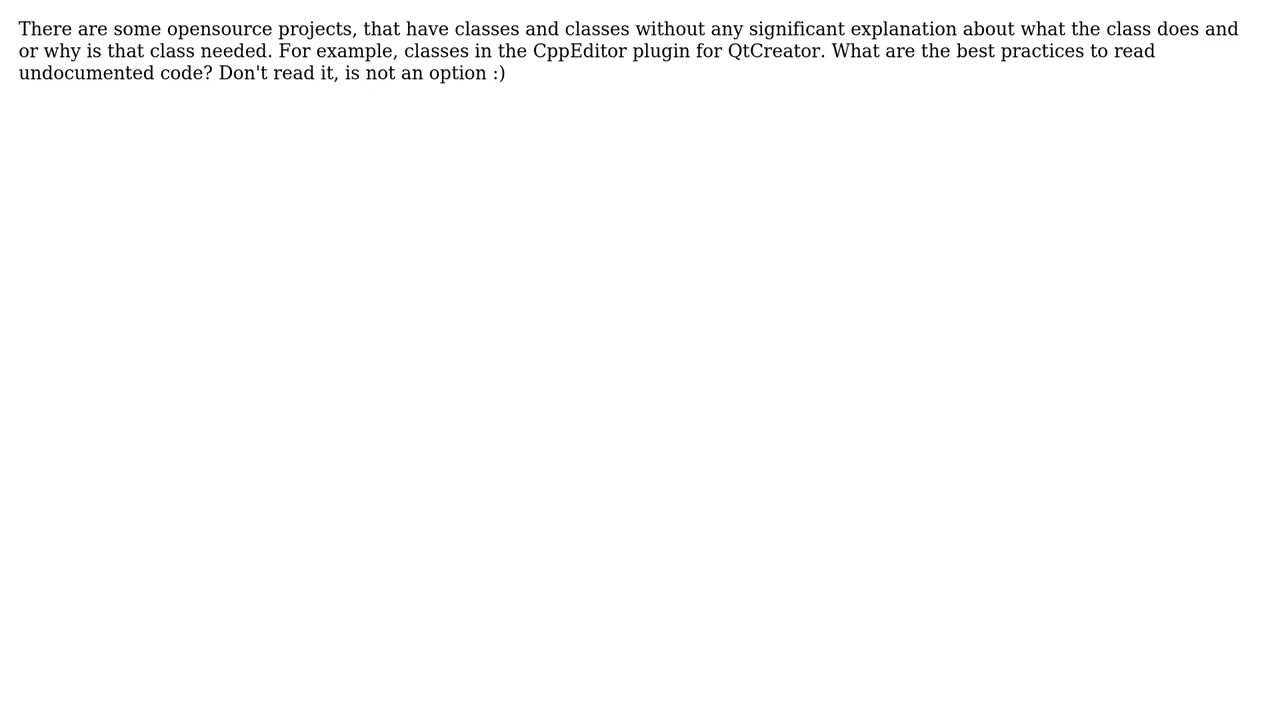 There are some opensource projects, that have classes and classes without any significant explanation about what the class does and
or why is that class needed. For example, classes in the CppEditor plugin for QtCreator. What are the best practices to read
undocumented code? Don't read it, is not an option :)